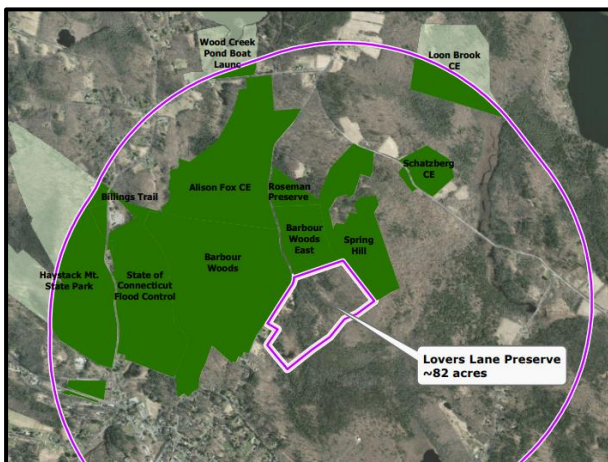 Wood Creek
Pond Boat
Launc
Loon Brook
CE
Schatzberg
CE
Alison Fox CE
Roseman
Preserve
Billings Trail
Barbour
Woods
East
Spring
Hill
Barbour
Woods
Haystack Mt.
State Park
State of
Connecticut
Flood Control
Lovers Lane Preserve
~82 acres